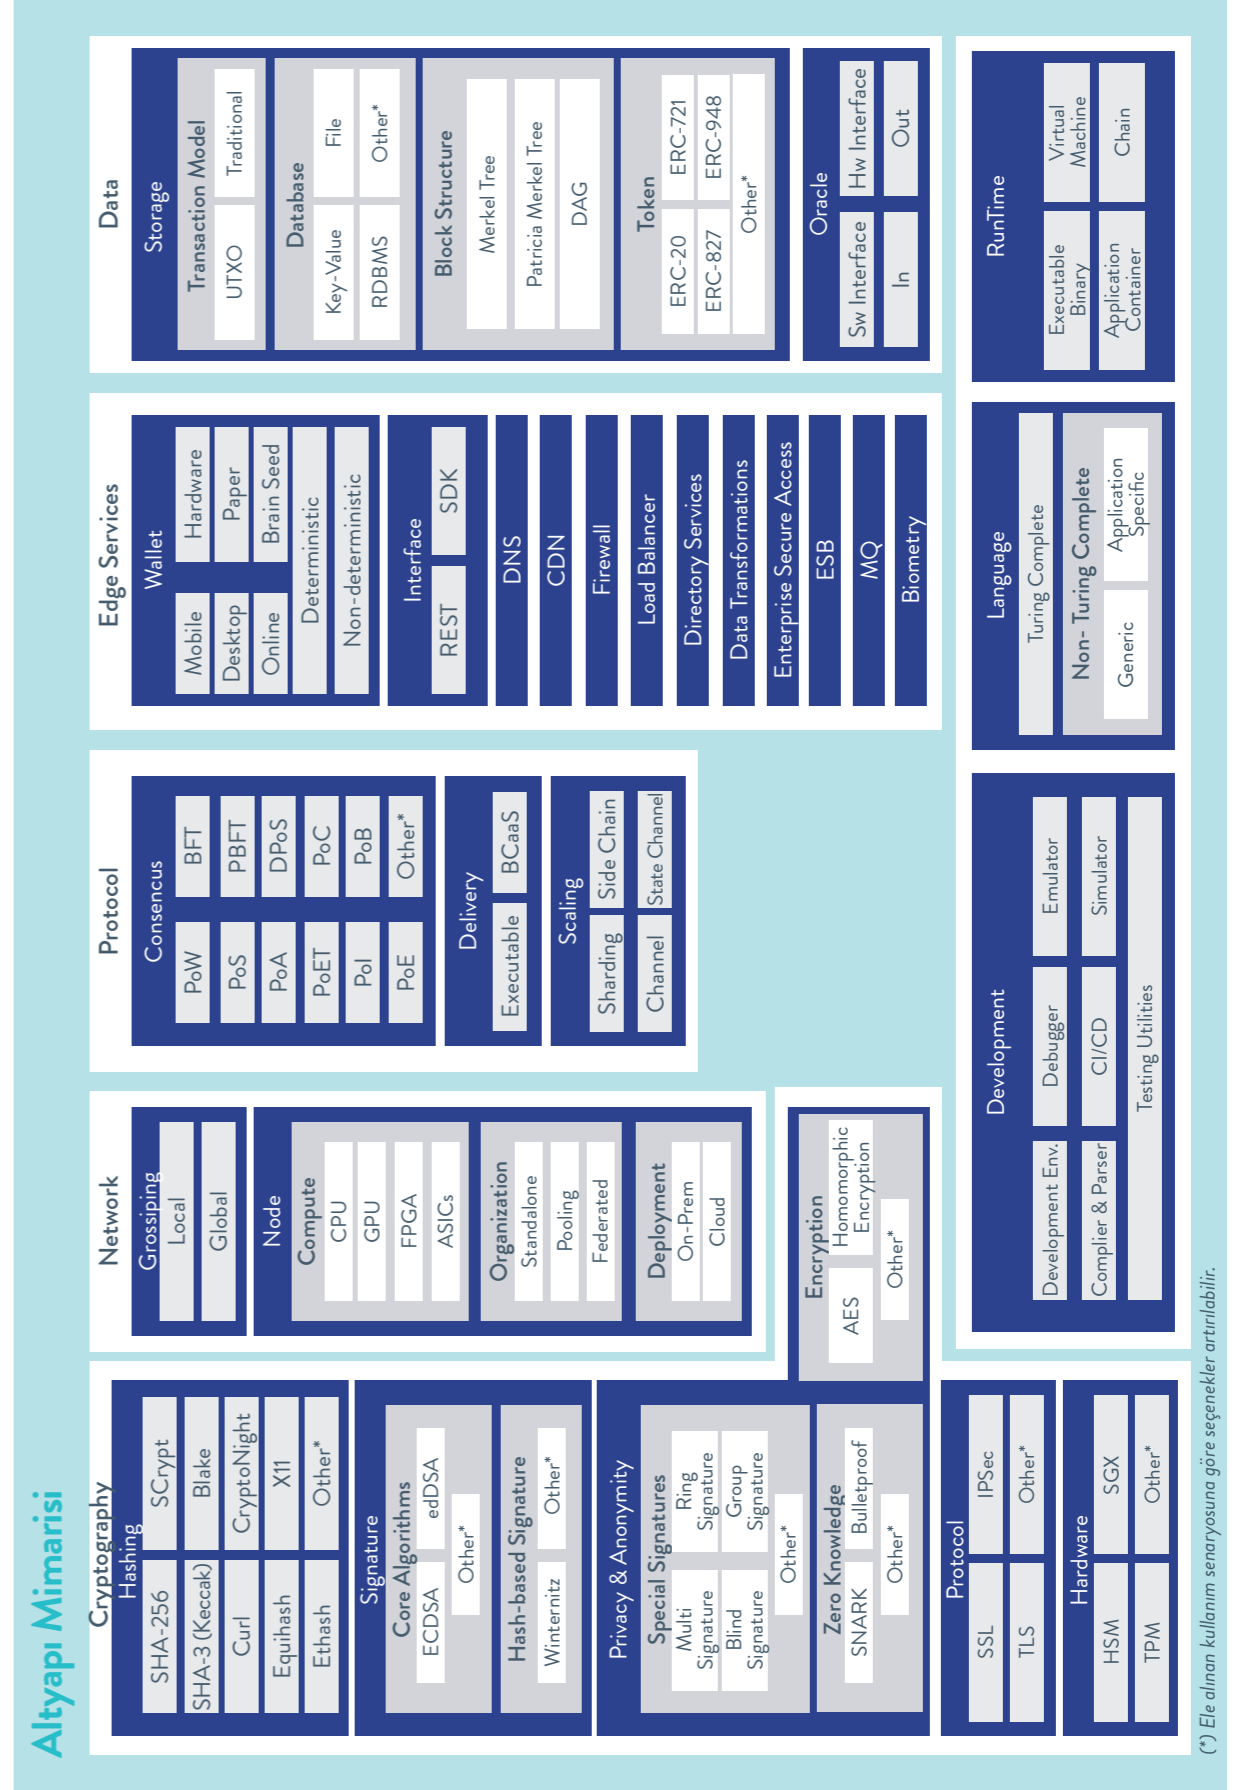 Altyapı Mimarisi
Cryptography
Hashing
SHA-256
SCrypt
SHA-3 (Keccak)
Blake
Curl
CryptoNight
Equihash
X11
Ethash
Other*
Signature
Core Algorithms
ECDSA
edDSA
Other*
Hash-based Signature
Winternitz
Other*
Privacy & Anonymity
Special Signatures
Multi
Signature
Ring
Signature
Blind
Signature
Group
Signature
Other*
Zero Knowledge
SNARK
Bulletproof
Other*
Encryption
AES
Homomorphic
Encryption
Other*
Protocol
SSL
IPSec
TLS
Other*
Hardware
HSM
SGX
TPM
Other*
Network
Grossiping
Local
Global
Node
Compute
CPU
GPU
FPGA
ASICs
Organization
Standalone
Pooling
Federated
Deployment
On-Prem
Cloud
Protocol
Consencus
PoW
BFT
PoS
PBFT
PoA
DPoS
PoET
PoC
PoI
PoB
PoE
Other*
Delivery
Executable
BCaaS
Scaling
Sharding
Side Chain
Channel
State Channel
Edge Services
Wallet
Mobile
Hardware
Desktop
Paper
Online
Brain Seed
Deterministic
Non-deterministic
Interface
REST
SDK
DNS
CDN
Firewall
Load Balancer
Directory Services
Data Transformations
Enterprise Secure Access
ESB
MQ
Biometry
Data
Storage
Transaction Model
UTXO
Traditional
Database
Key-Value
File
RDBMS
Other*
Block Structure
Merkel Tree
Patricia Merkel Tree
DAG
Token
ERC-20
ERC-721
ERC-827
ERC-948
Other*
Oracle
Sw Interface
Hw Interface
In
Out
Development
Development Env.
Debugger
Emulator
Complier & Parser
CI/CD
Simulator
Testing Utilities
Language
Turing Complete
Non- Turing Complete
Generic
Application
Specific
RunTime
Executable
Binary
Virtual
Machine
Application
Container
Chain
(*) Ele alınan kullanım senaryosuna göre seçenekler artırılabilir.